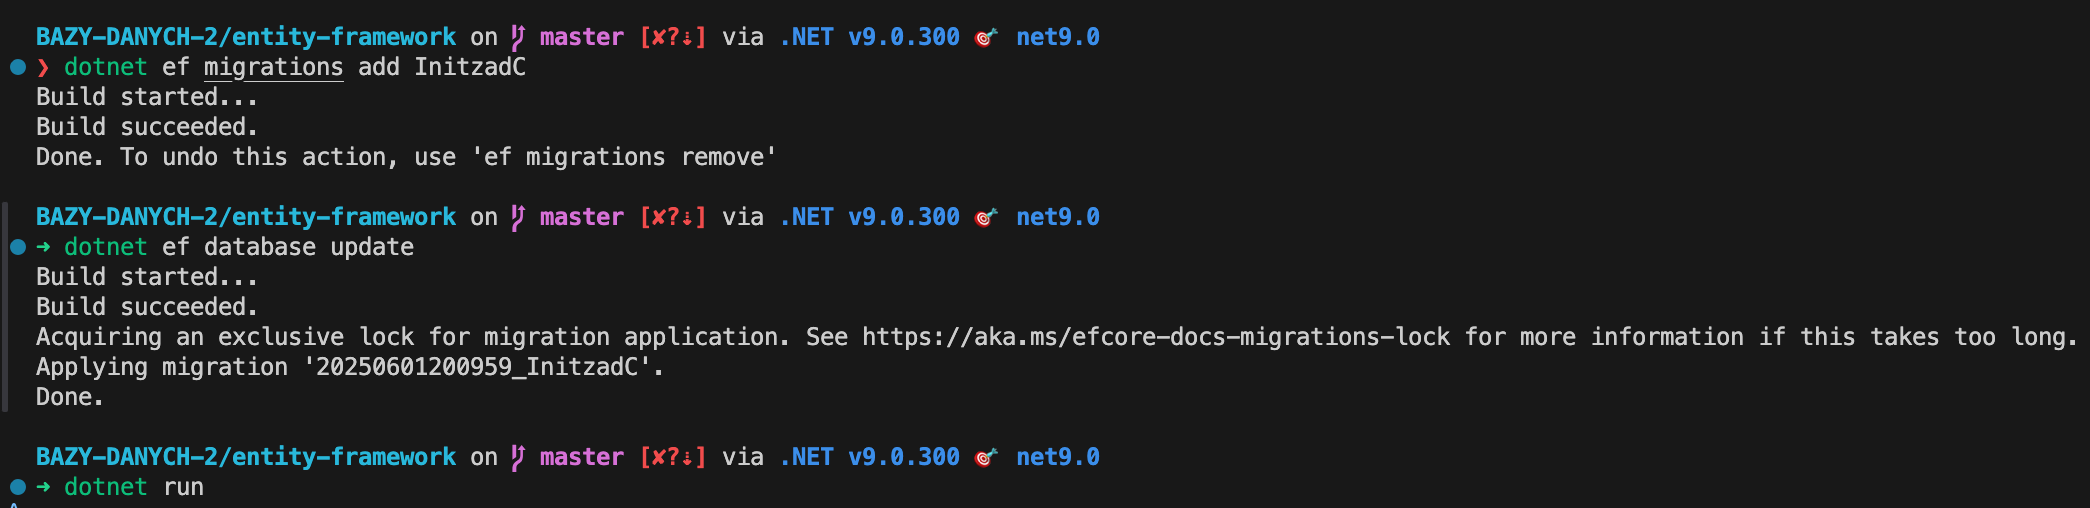 BAZY-DANYCH-2/entity-framework on master [✘?⇣] via .NET v9.0.300 🎯 net9.0
❯ dotnet ef migrations add InitzadC
Build started...
Build succeeded.
Done. To undo this action, use 'ef migrations remove'
BAZY-DANYCH-2/entity-framework on master [✘?⇣] via .NET v9.0.300 🎯 net9.0
➜ dotnet ef database update
Build started...
Build succeeded.
Acquiring an exclusive lock for migration application. See https://aka.ms/efcore-docs-migrations-lock for more information if this takes too long.
Applying migration '20250601200959_InitzadC'.
Done.
BAZY-DANYCH-2/entity-framework on master [✘?⇣] via .NET v9.0.300 🎯 net9.0
➜ dotnet run